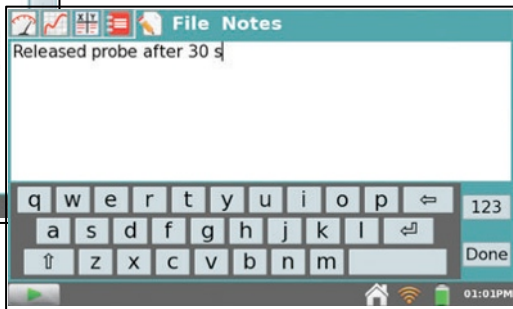 X Y
File Notes
Released probe after 30 s
q w e r t y u i o p ⇦
123
a s d f g h j k l ⏎
⇧ z x c v b n m
Done
01:01PM